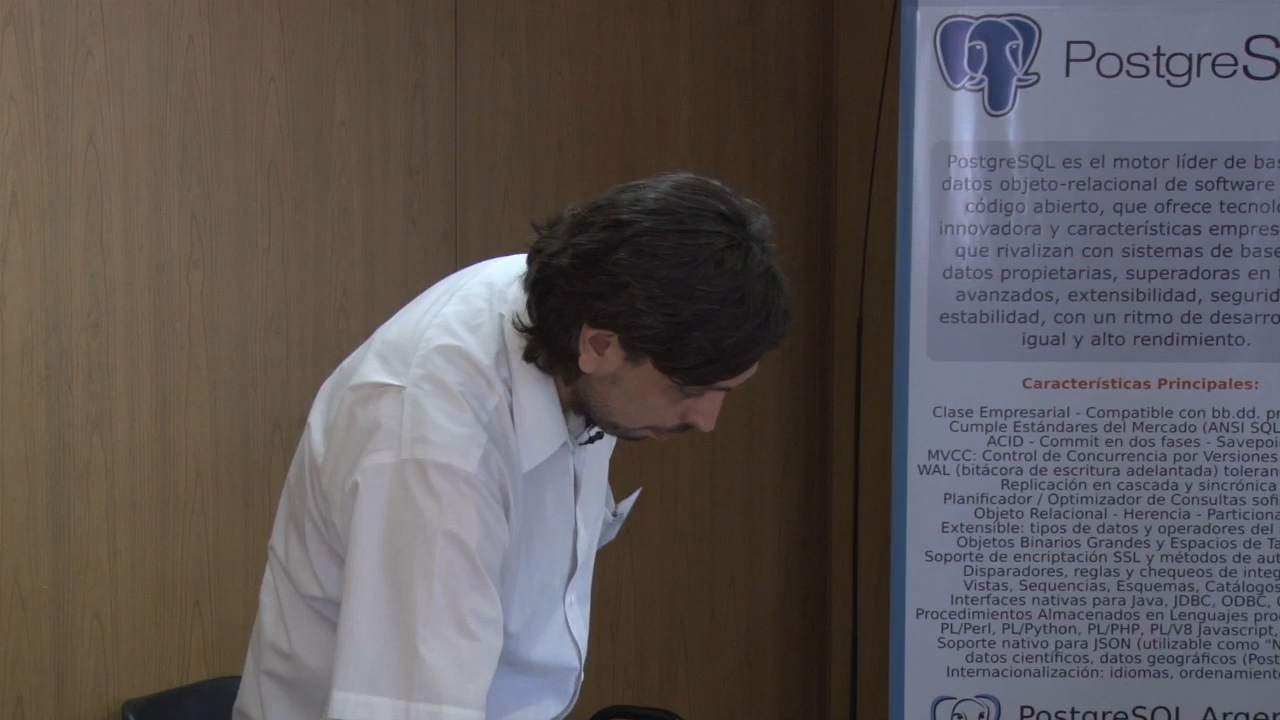 PostgreS
PostgreSQL es el motor líder de bas
datos objeto-relacional de software
código abierto, que ofrece tecnolo
innovadora y características empres
que rivalizan con sistemas de base
datos propietarias, superadoras en
avanzados, extensibilidad, segurid
estabilidad, con un ritmo de desarro
igual y alto rendimiento.
Características Principales:
Clase Empresarial - Compatible con bb.dd. pr
Cumple Estándares del Mercado (ANSI SQL
ACID - Commit en dos fases - Savepoi
MVCC: Control de Concurrencia por Versiones
WAL (bitácora de escritura adelantada) toleran
Replicación en cascada y sincrónica
Planificador / Optimizador de Consultas sofi
Objeto Relacional - Herencia - Particiona
Extensible: tipos de datos y operadores del
Objetos Binarios Grandes y Espacios de Ta
Soporte de encriptación SSL y métodos de aut
Disparadores, reglas y chequeos de integ
Vistas, Secuencias, Esquemas, Catálogos
Interfaces nativas para Java, JDBC, ODBC,
Procedimientos Almacenados en Lenguajes pro
PL/Perl, PL/Python, PL/PHP, PL/V8 Javascript,
Soporte nativo para JSON (utilizable como "N
datos científicos, datos geográficos (Post
Internacionalización: idiomas, ordenamiento
PostgreSQL Argen